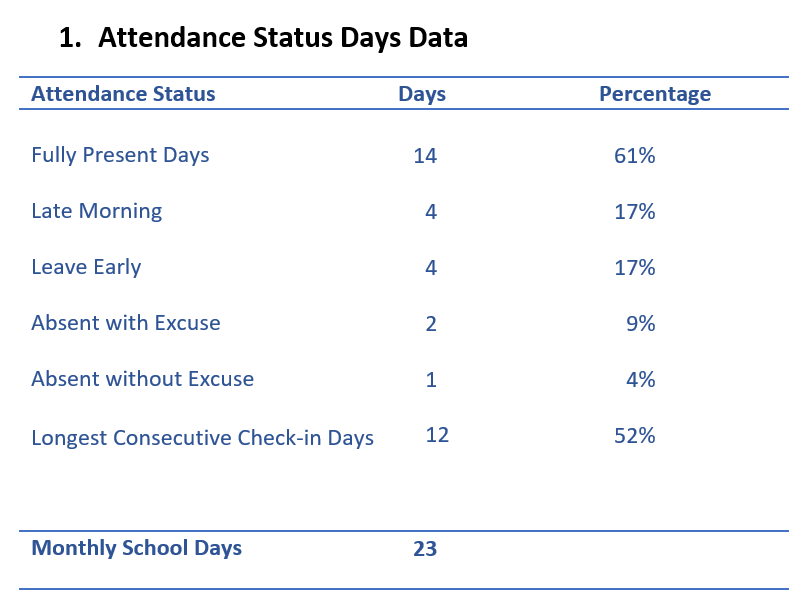 1. Attendance Status Days Data
Attendance Status Days Percentage
Fully Present Days 14 61%
Late Morning 4 17%
Leave Early 4 17%
Absent with Excuse 2 9%
Absent without Excuse 1 4%
Longest Consecutive Check-in Days 12 52%
Monthly School Days 23